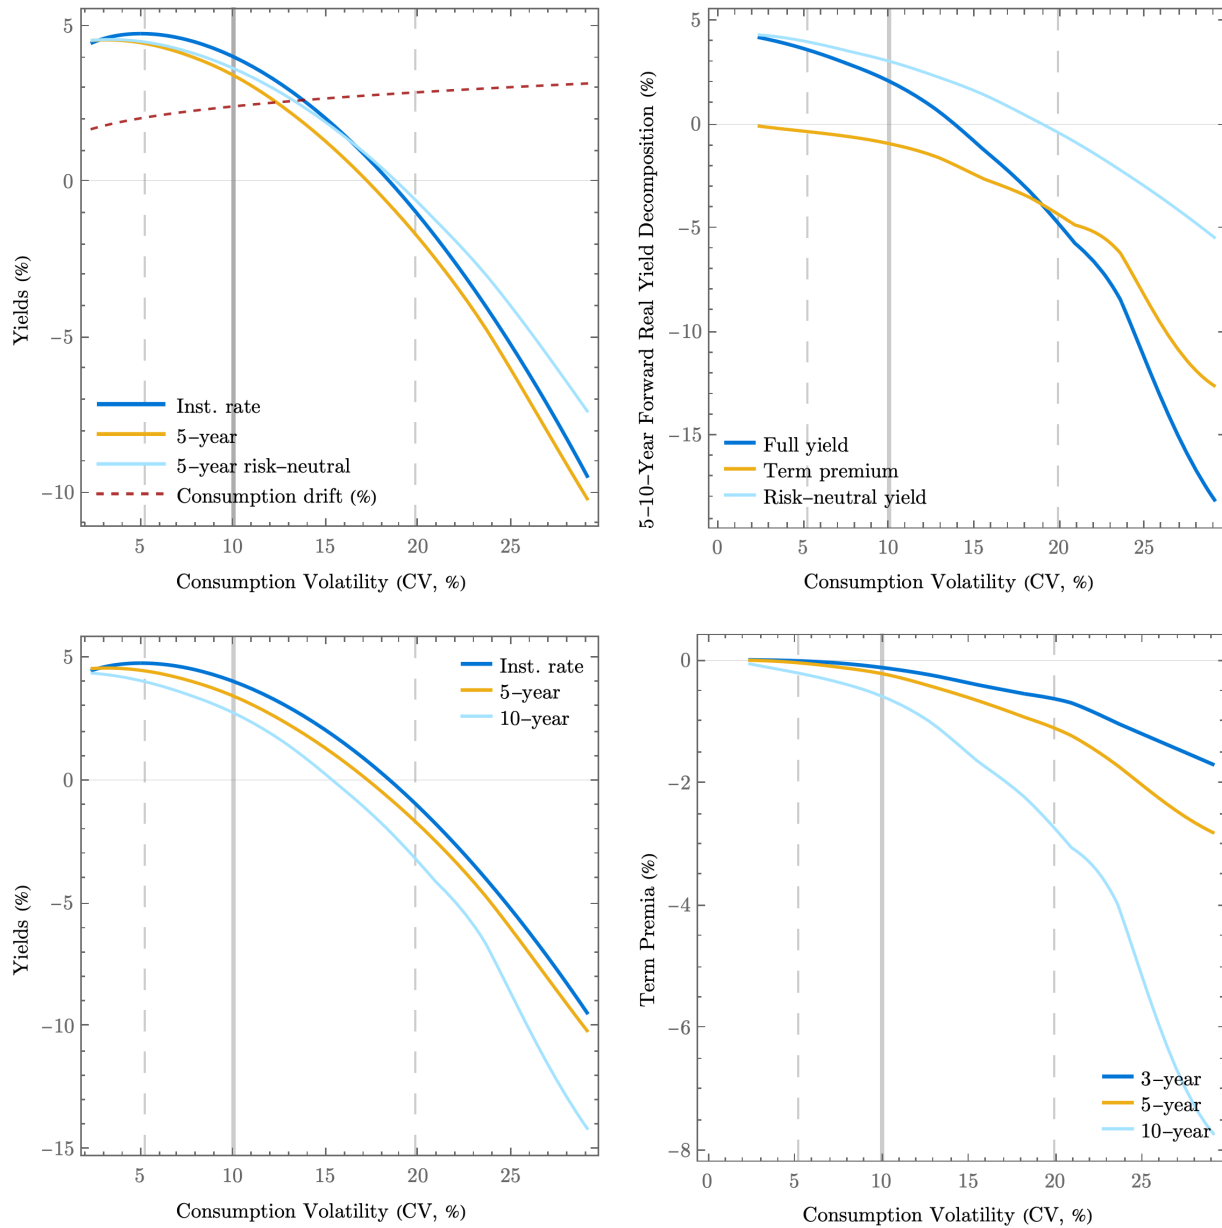 5
0
−5
−10
Yields (%)
Inst. rate
5−year
5−year risk−neutral
Consumption drift (%)
5 10 15 20 25
Consumption Volatility (CV, %)
5
0
−5
−10
−15
5−10−Year Forward Real Yield Decomposition (%)
Full yield
Term premium
Risk−neutral yield
0 5 10 15 20 25
Consumption Volatility (CV, %)
5
0
−5
−10
−15
Yields (%)
Inst. rate
5−year
10−year
5 10 15 20 25
Consumption Volatility (CV, %)
0
−2
−4
−6
−8
Term Premia (%)
3−year
5−year
10−year
0 5 10 15 20 25
Consumption Volatility (CV, %)